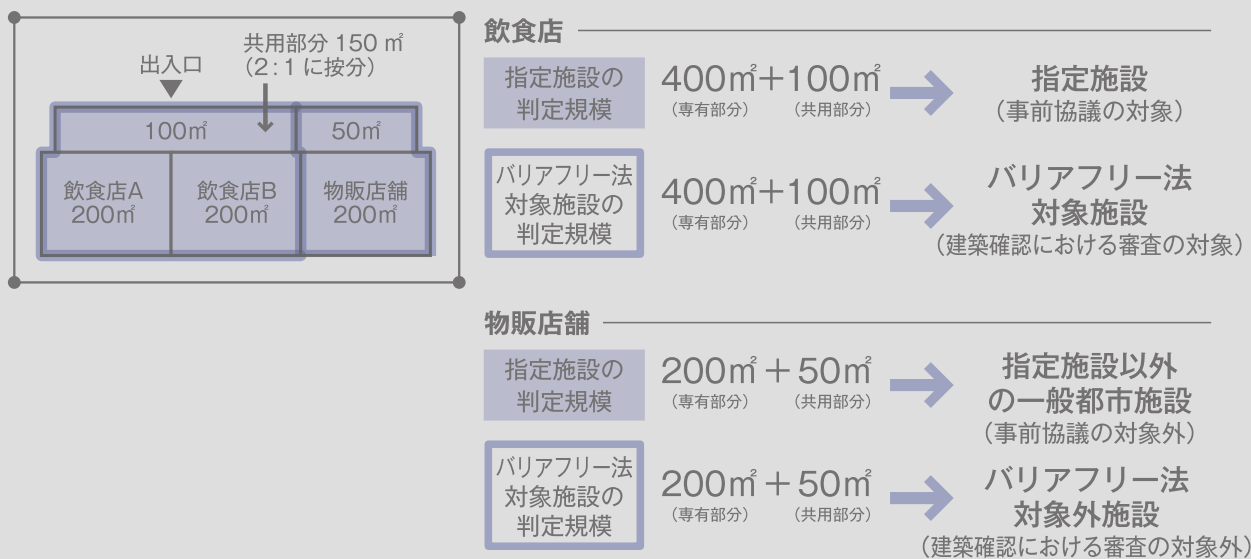 共用部分 150 ㎡
（2：1 に按分）
出入口
100㎡
50㎡
飲食店A
200㎡
飲食店B
200㎡
物販店舗
200㎡
飲食店
指定施設の
判定規模
400㎡＋100㎡
（専有部分）　（共用部分）
指定施設
（事前協議の対象）
バリアフリー法
対象施設の
判定規模
400㎡＋100㎡
（専有部分）　（共用部分）
バリアフリー法
対象施設
（建築確認における審査の対象）
物販店舗
指定施設の
判定規模
200㎡＋50㎡
（専有部分）　（共用部分）
指定施設以外
の一般都市施設
（事前協議の対象外）
バリアフリー法
対象施設の
判定規模
200㎡＋50㎡
（専有部分）　（共用部分）
バリアフリー法
対象外施設
（建築確認における審査の対象外）